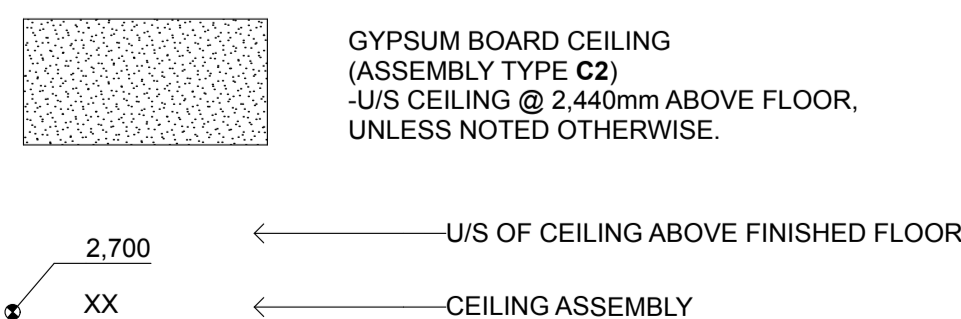 GYPSUM BOARD CEILING
(ASSEMBLY TYPE C2)
-U/S CEILING @ 2,440mm ABOVE FLOOR,
UNLESS NOTED OTHERWISE.
2,700
U/S OF CEILING ABOVE FINISHED FLOOR
XX
CEILING ASSEMBLY